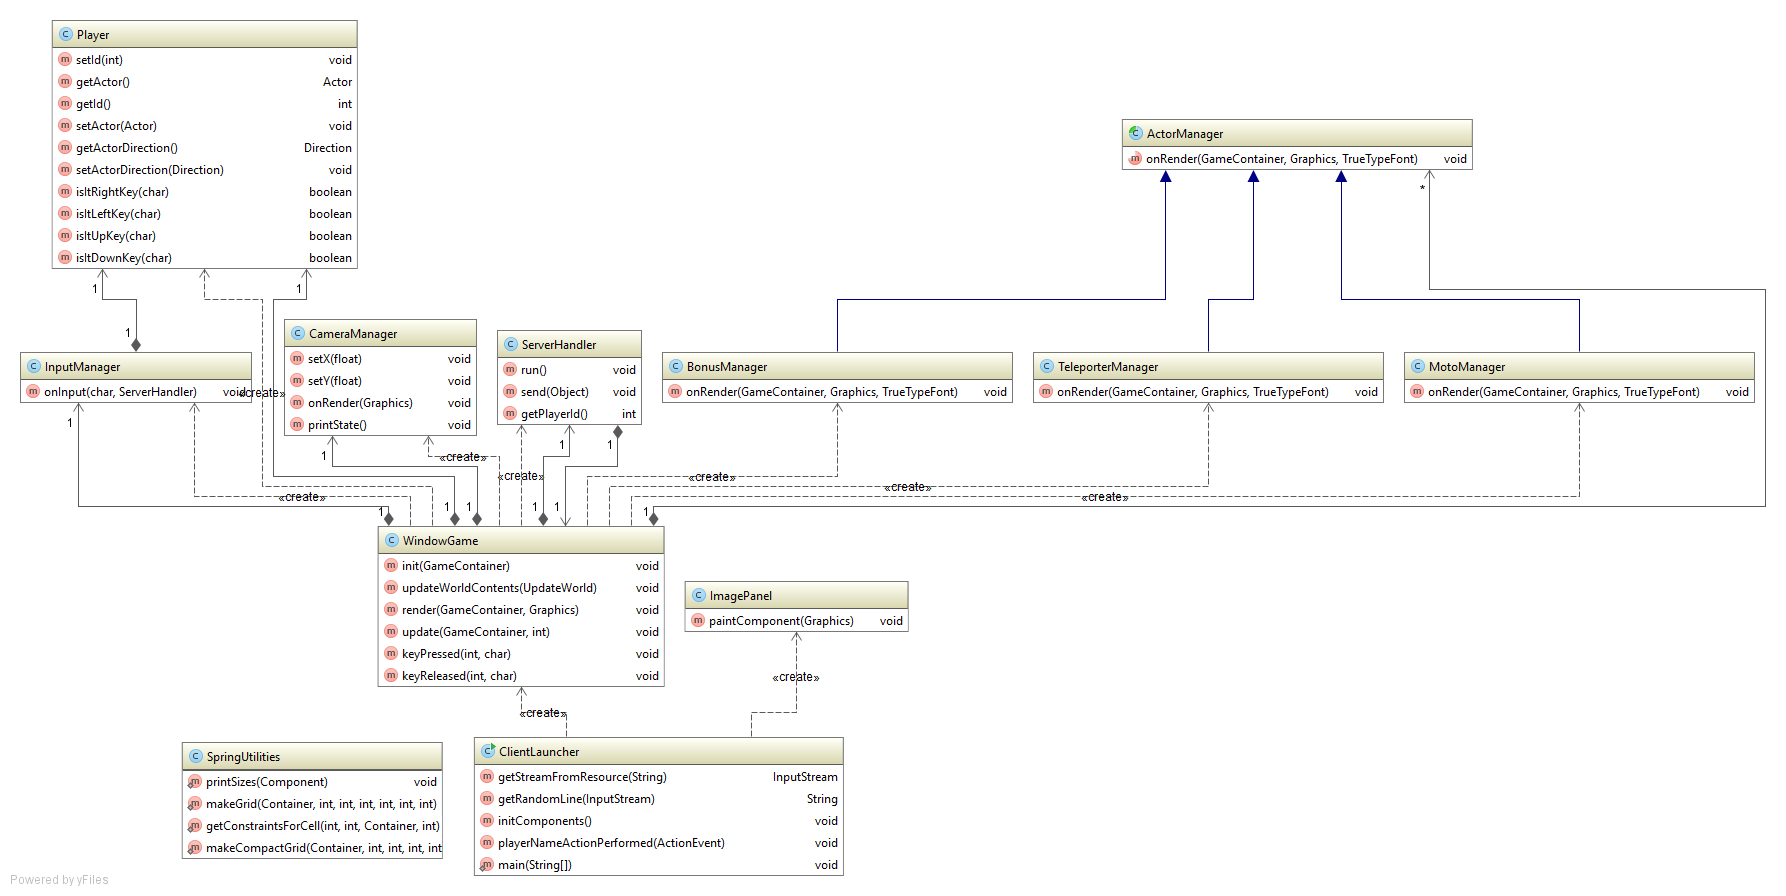 Player
setId(int) void
getActor() Actor
getId() int
setActor(Actor) void
getActorDirection() Direction
setActorDirection(Direction) void
isItRightKey(char) boolean
isItLeftKey(char) boolean
isItUpKey(char) boolean
isItDownKey(char) boolean
ActorManager
onRender(GameContainer, Graphics, TrueTypeFont) void
*
1
1
1
InputManager
onInput(char, ServerHandler) void
«create»
CameraManager
setX(float) void
setY(float) void
onRender(Graphics) void
printState() void
ServerHandler
run() void
send(Object) void
getPlayerId() int
BonusManager
onRender(GameContainer, Graphics, TrueTypeFont) void
TeleporterManager
onRender(GameContainer, Graphics, TrueTypeFont) void
MotoManager
onRender(GameContainer, Graphics, TrueTypeFont) void
1
1
1
1
«create»
«create»
«create»
«create»
«create»
«create»
1
1
1
1
1
1
WindowGame
init(GameContainer) void
updateWorldContents(UpdateWorld) void
render(GameContainer, Graphics) void
update(GameContainer, int) void
keyPressed(int, char) void
keyReleased(int, char) void
ImagePanel
paintComponent(Graphics) void
«create»
«create»
SpringUtilities
printSizes(Component) void
makeGrid(Container, int, int, int, int, int, int)
getConstraintsForCell(int, int, Container, int)
makeCompactGrid(Container, int, int, int, int
ClientLauncher
getStreamFromResource(String) InputStream
getRandomLine(InputStream) String
initComponents() void
playerNameActionPerformed(ActionEvent) void
main(String[]) void
Powered by yFiles